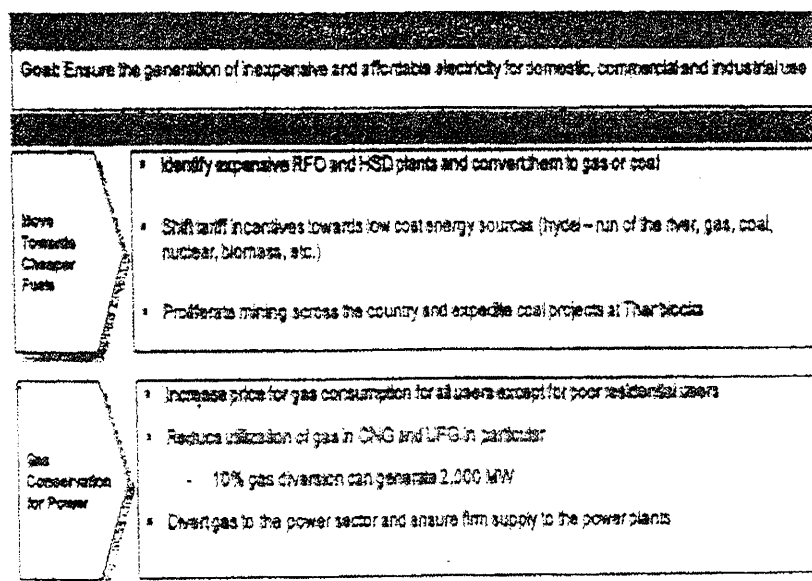 Goal: Ensure the generation of inexpensive and affordable electricity for domestic, commercial and industrial use
Move
Towards
Cheaper
Fuels
▪ Identify expensive RFO and HSD plants and convert them to gas or coal
▪ Shift tariff incentives towards low cost energy sources (hydel – run of the river, gas, coal,
nuclear, biomass, etc.)
▪ Proliferate mining across the country and expedite coal projects at Thar blocks
Gas
Conservation
for Power
▪ Increase price for gas consumption for all users except for poor residential users
▪ Reduce utilization of gas in CNG and UFG in particular
- 10% gas diversion can generate 2,000 MW
▪ Divert gas to the power sector and ensure firm supply to the power plants